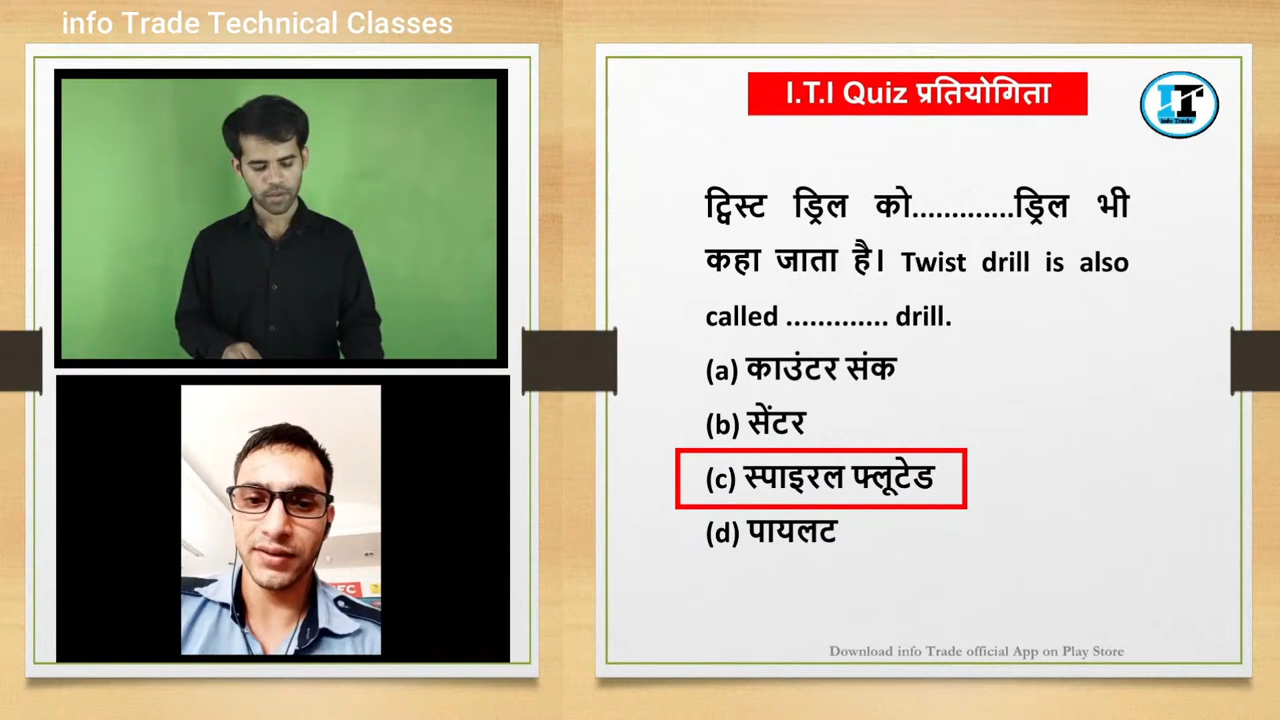 info Trade Technical Classes
I.T.I Quiz प्रतियोगिता
IT
info Trade
ट्विस्ट ड्रिल को.............ड्रिल भी
कहा जाता है। Twist drill is also
called ............. drill.
(a) काउंटर संक
(b) सेंटर
(c) स्पाइरल फ्लूटेड
(d) पायलट
Download info Trade official App on Play Store